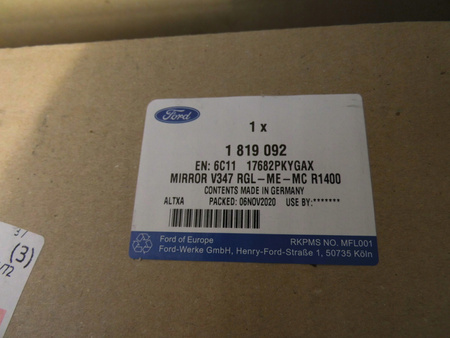 Ford
1 x
1 819 092
EN: 6C11 17682PKYGAX
MIRROR V347 RGL-ME-MC R1400
CONTENTS MADE IN GERMANY
ALTXA PACKED: 06NOV2020 USE BY:*******
Ford of Europe RKPMS NO. MFL001
Ford-Werke GmbH, Henry-Ford-Straße 1, 50735 Köln
(3)